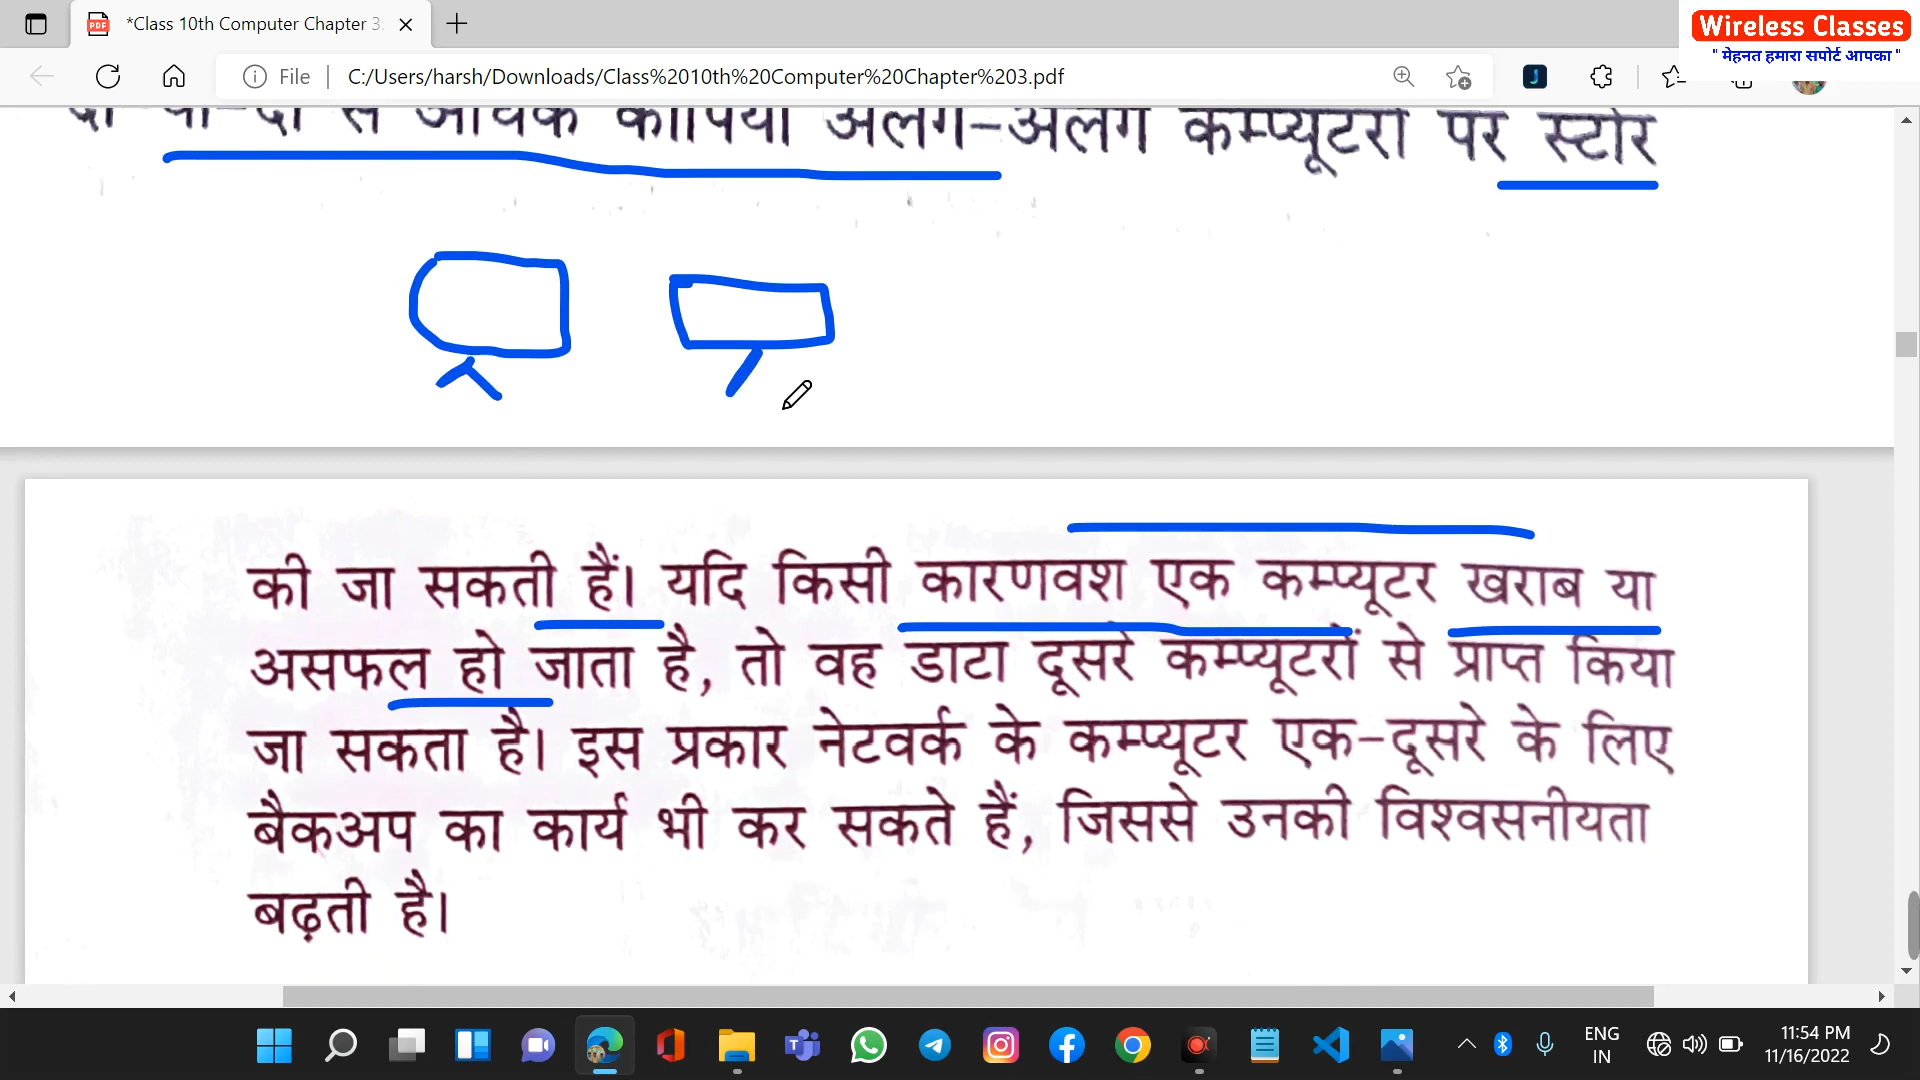 *Class 10th Computer Chapter 3.
Wireless Classes
" मेहनत हमारा सपोर्ट आपका "
File
C:/Users/harsh/Downloads/Class%2010th%20Computer%20Chapter%203.pdf
दो या-दो से अधिक कॉपियाँ अलग-अलग कम्प्यूटरों पर स्टोर
की जा सकती हैं। यदि किसी कारणवश एक कम्प्यूटर खराब या
असफल हो जाता है, तो वह डाटा दूसरे कम्प्यूटरों से प्राप्त किया
जा सकता है। इस प्रकार नेटवर्क के कम्प्यूटर एक-दूसरे के लिए
बैकअप का कार्य भी कर सकते हैं, जिससे उनकी विश्वसनीयता
बढ़ती है।
ENG
IN
11:54 PM
11/16/2022